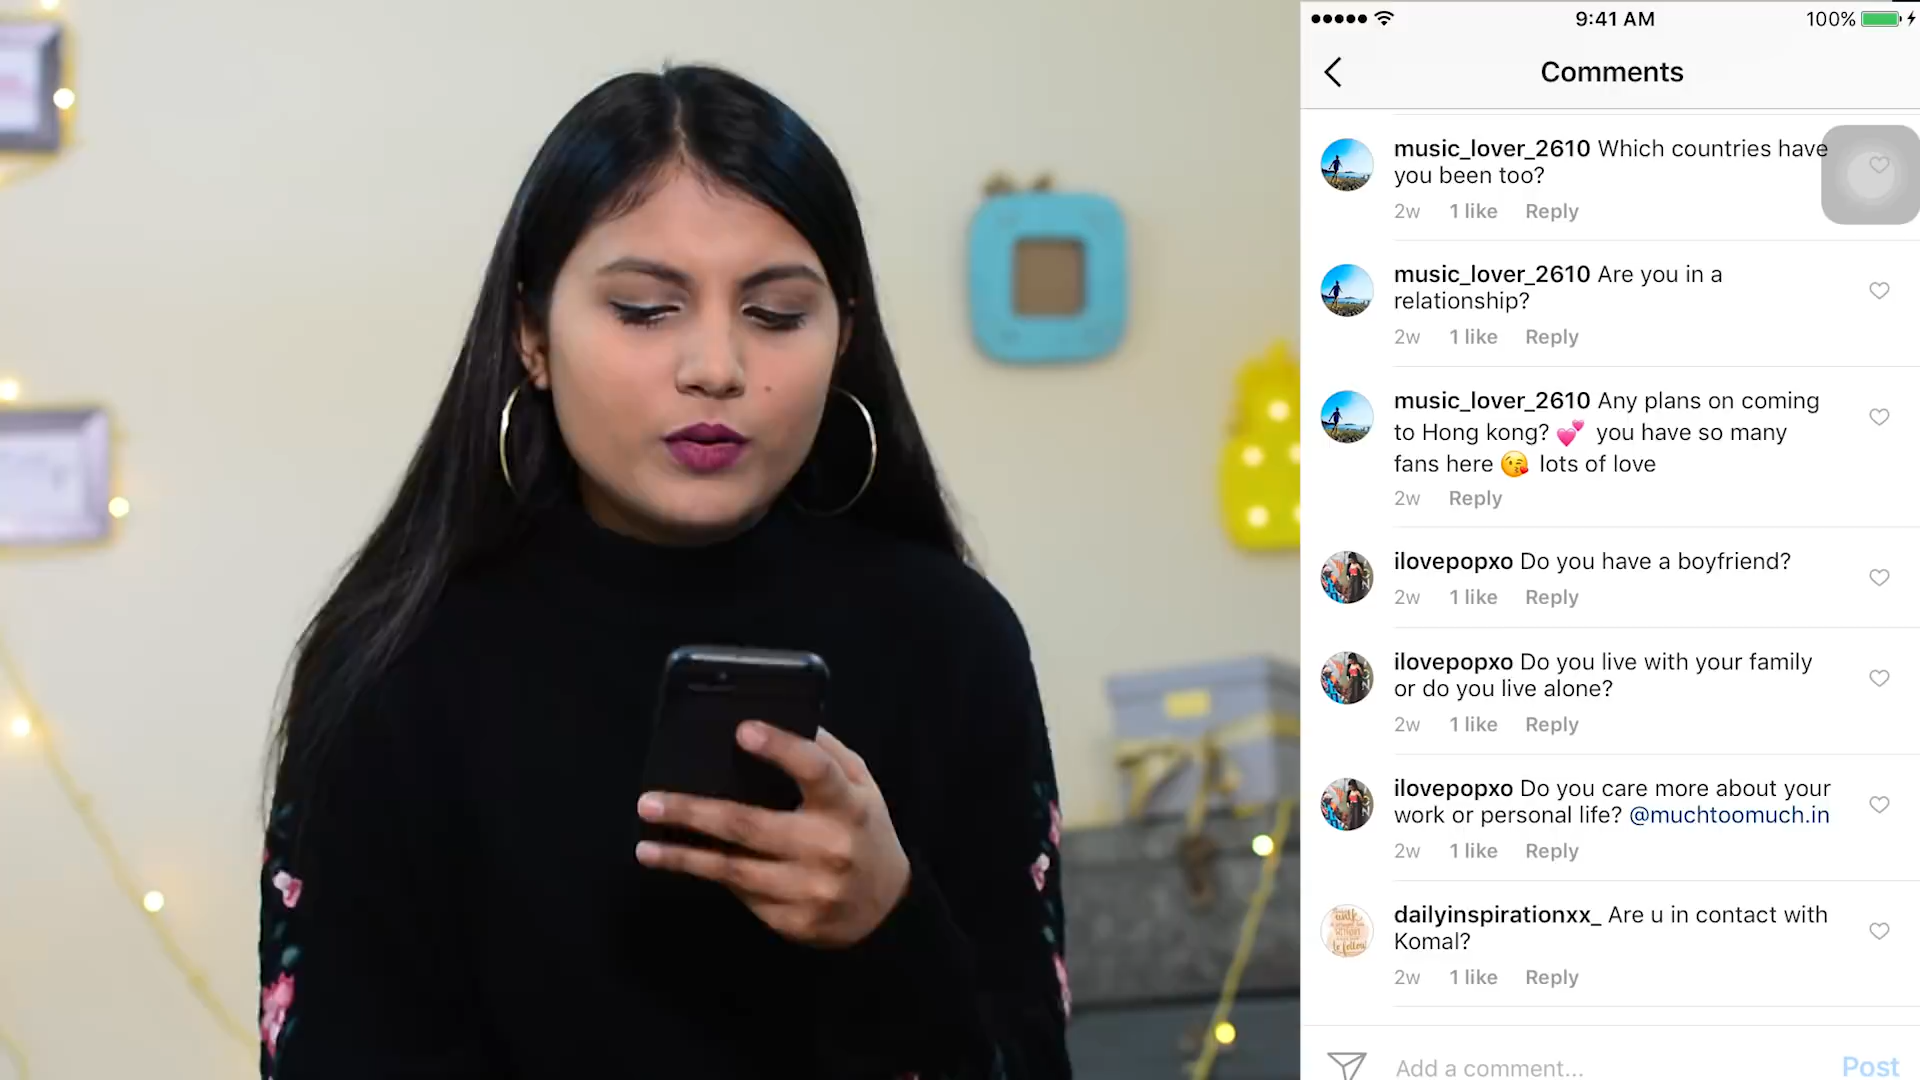 9:41 AM
100%
Comments
music_lover_2610 Which countries have
you been too?
2w 1 like Reply
music_lover_2610 Are you in a
relationship?
2w 1 like Reply
music_lover_2610 Any plans on coming
to Hong kong? 💕 you have so many
fans here 😘 lots of love
2w Reply
ilovepopxo Do you have a boyfriend?
2w 1 like Reply
ilovepopxo Do you live with your family
or do you live alone?
2w 1 like Reply
ilovepopxo Do you care more about your
work or personal life? @muchtoomuch.in
2w 1 like Reply
dailyinspirationxx_ Are u in contact with
Komal?
2w 1 like Reply
Add a comment...
Post